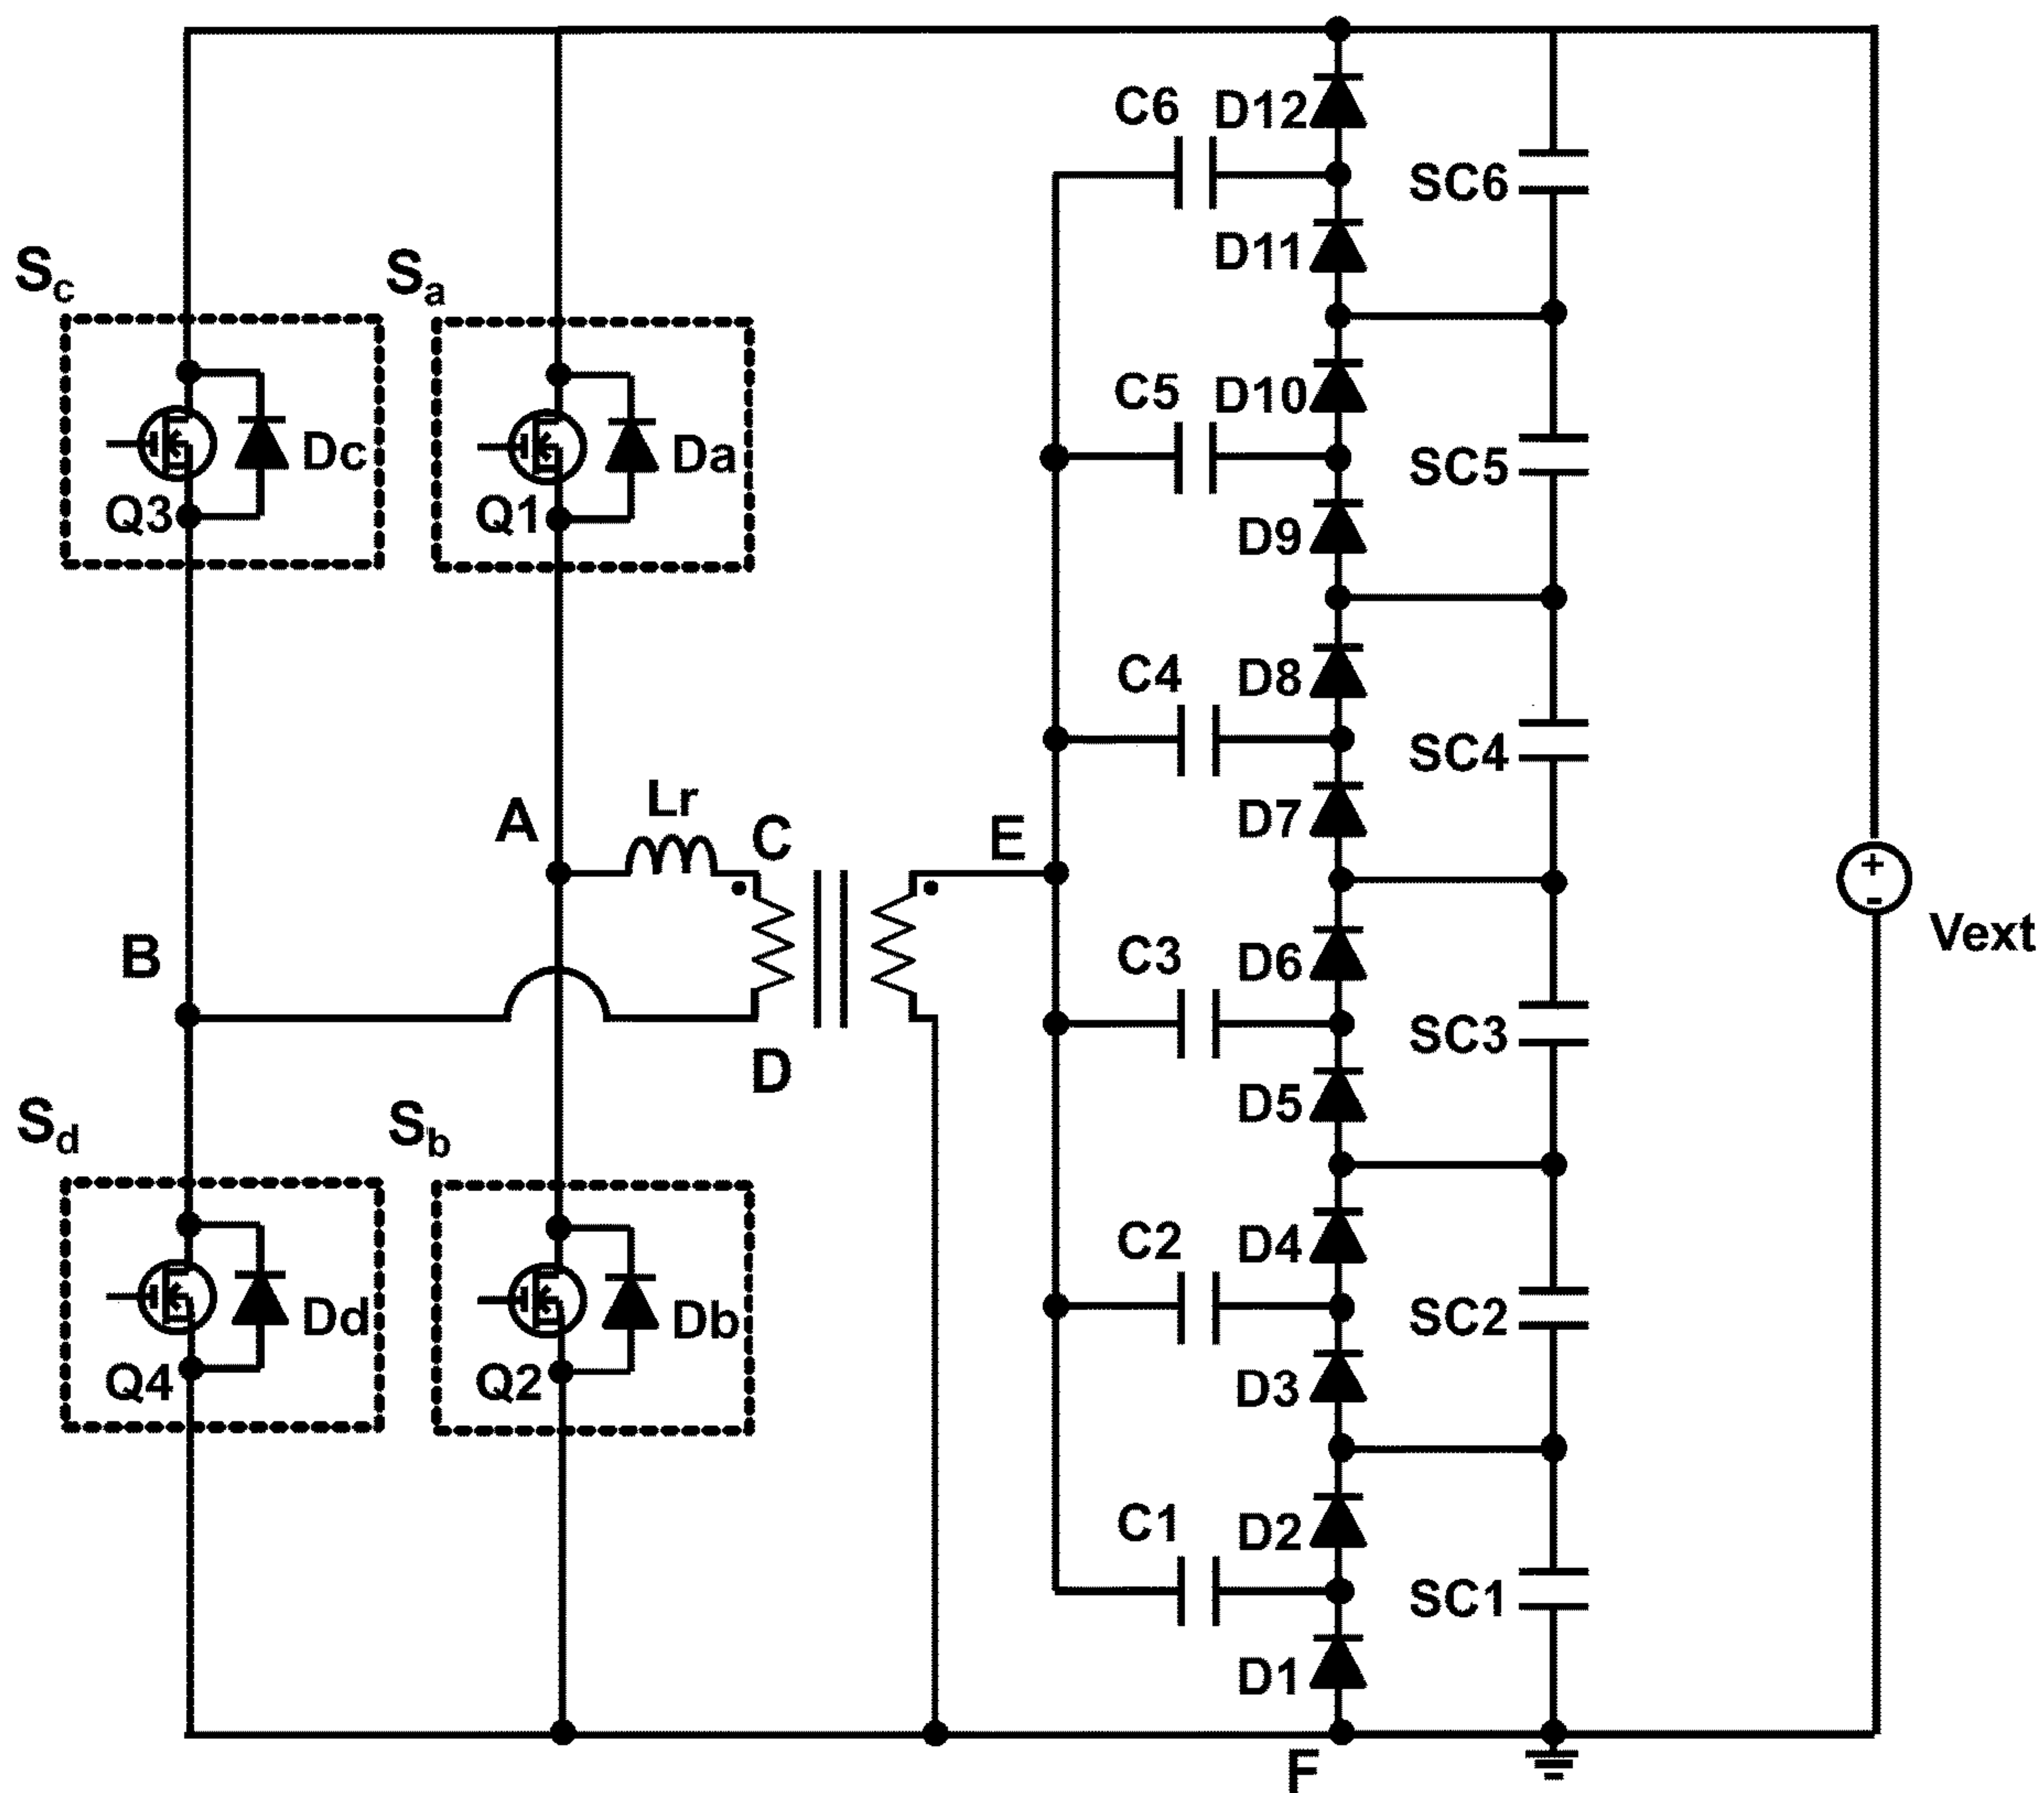 C6
D12
SC6
Sc
Sa
D11
C5
D10
Dc
Da
SC5
Q3
Q1
D9
C4
D8
SC4
Lr
A
C
E
D7
+
-
B
Vext
C3
D6
SC3
D
D5
Sd
Sb
C2
D4
SC2
Dd
Db
Q4
Q2
D3
C1
D2
SC1
D1
F